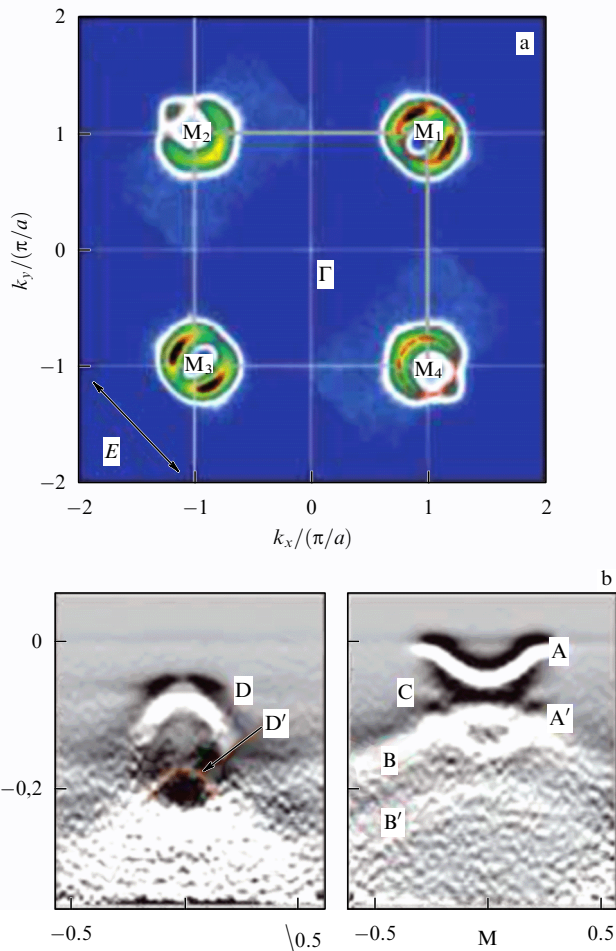 2
a
M₂
M₁
1
0
Γ
M₃
M₄
−1
E
−2
−2
−1
0
1
2
kₓ/(π/a)
k_y/(π/a)
b
0
A
D
C
D′
A′
B
−0,2
B′
−0.5
\0.5
−0.5
M
0.5